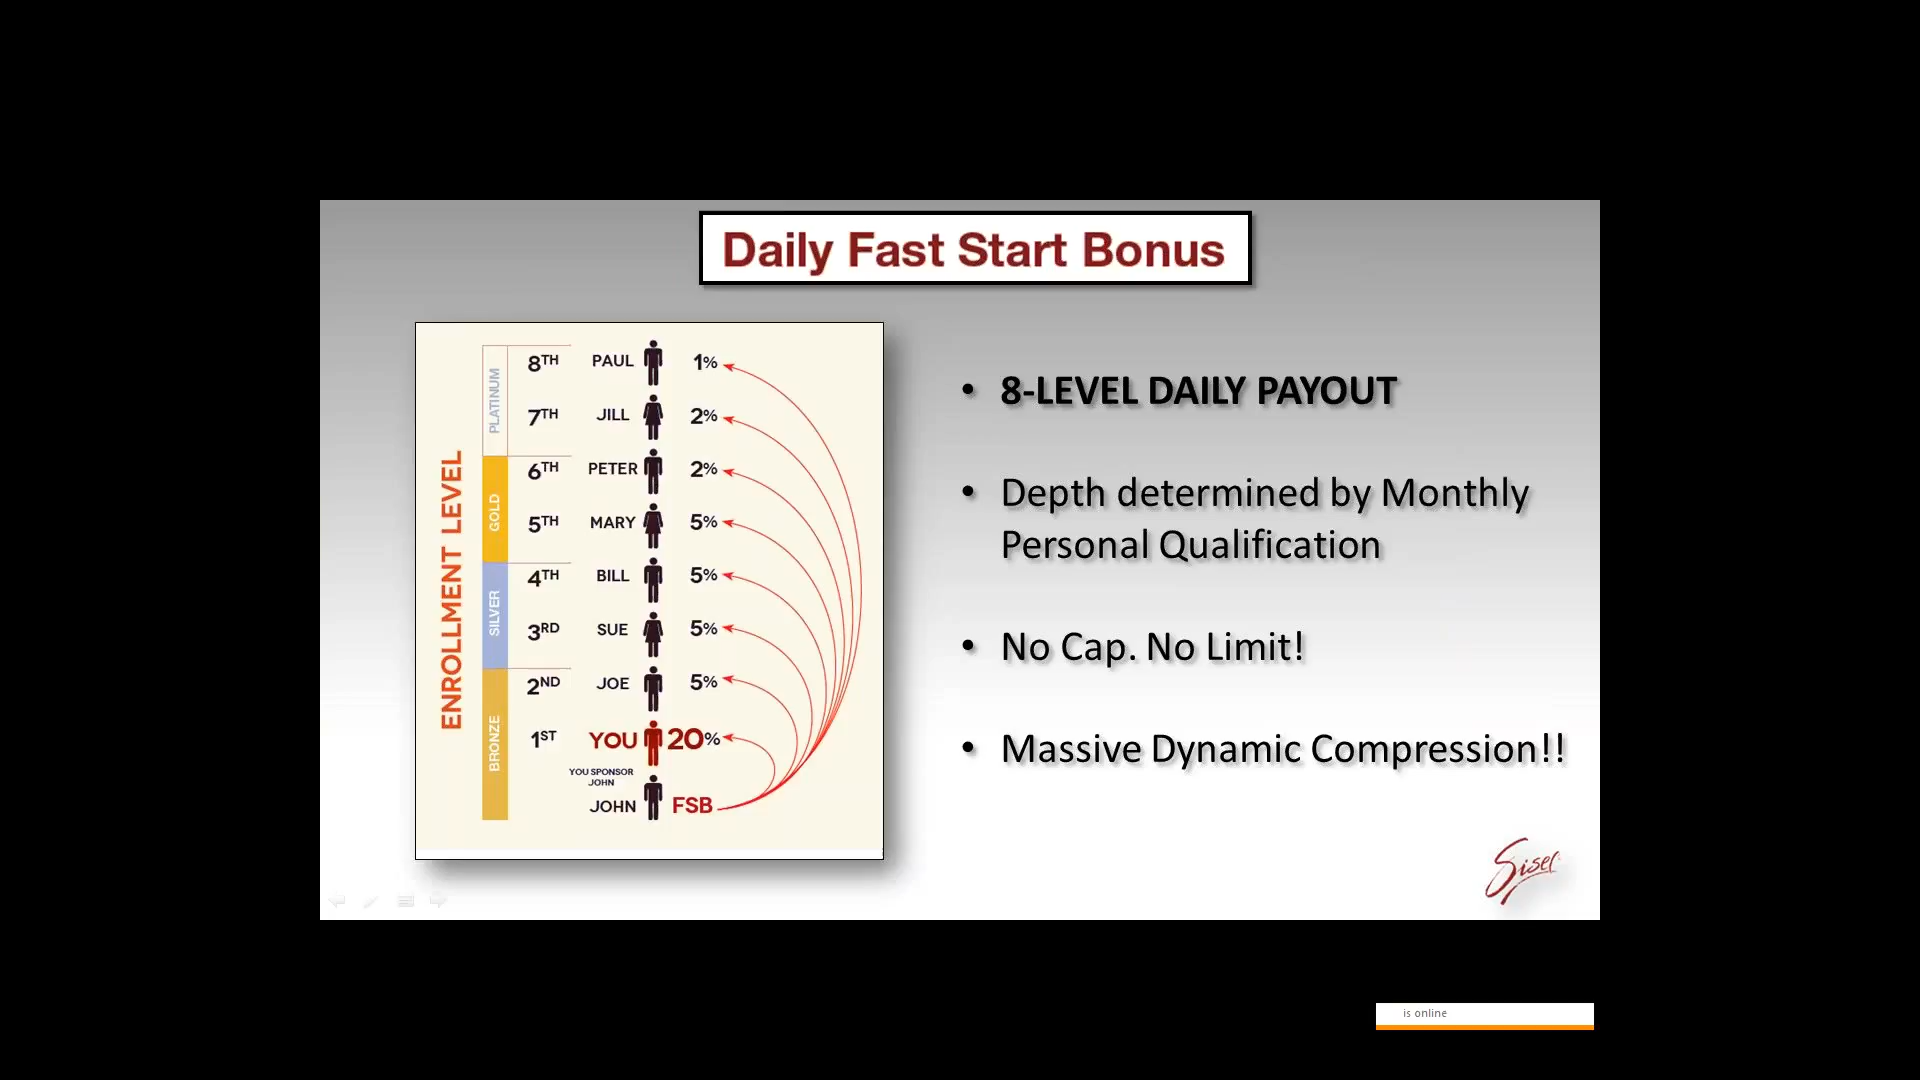 Daily Fast Start Bonus
ENROLLMENT LEVEL
PLATINUM
GOLD
SILVER
BRONZE
8TH PAUL 1%
7TH JILL 2%
6TH PETER 2%
5TH MARY 5%
4TH BILL 5%
3RD SUE 5%
2ND JOE 5%
1ST YOU 20%
YOU SPONSOR
JOHN
JOHN FSB
• 8-LEVEL DAILY PAYOUT
• Depth determined by Monthly
Personal Qualification
• No Cap. No Limit!
• Massive Dynamic Compression!!
Sisel
is online